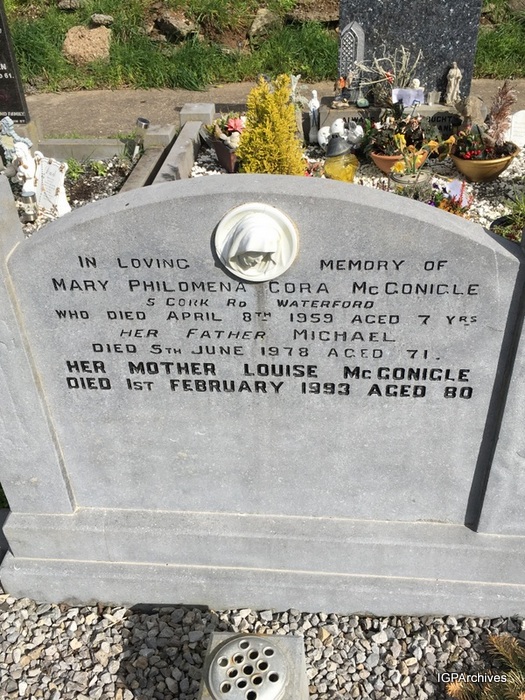 IN LOVING MEMORY OF
MARY PHILOMENA CORA MCGONIGLE
5 CORK RD WATERFORD
WHO DIED APRIL 8TH 1959 AGED 7 YRS
HER FATHER MICHAEL
DIED 5TH JUNE 1978 AGED 71.
HER MOTHER LOUISE MCGONIGLE
DIED 1ST FEBRUARY 1993 AGED 80
IGPArchives